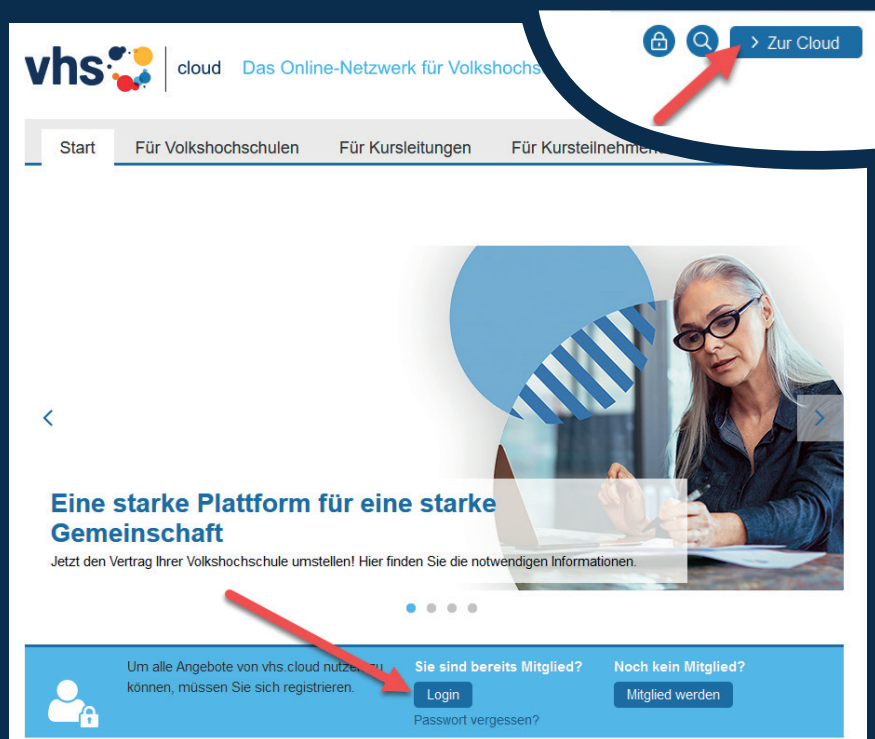 > Zur Cloud
vhs
cloud
Das Online-Netzwerk für Volkshochs
Start Für Volkshochschulen Für Kursleitungen Für Kursteilnehmen
Eine starke Plattform für eine starke
Gemeinschaft
Jetzt den Vertrag Ihrer Volkshochschule umstellen! Hier finden Sie die notwendigen Informationen.
Um alle Angebote von vhs.cloud nutzen zu
können, müssen Sie sich registrieren.
Sie sind bereits Mitglied?
Login
Passwort vergessen?
Noch kein Mitglied?
Mitglied werden